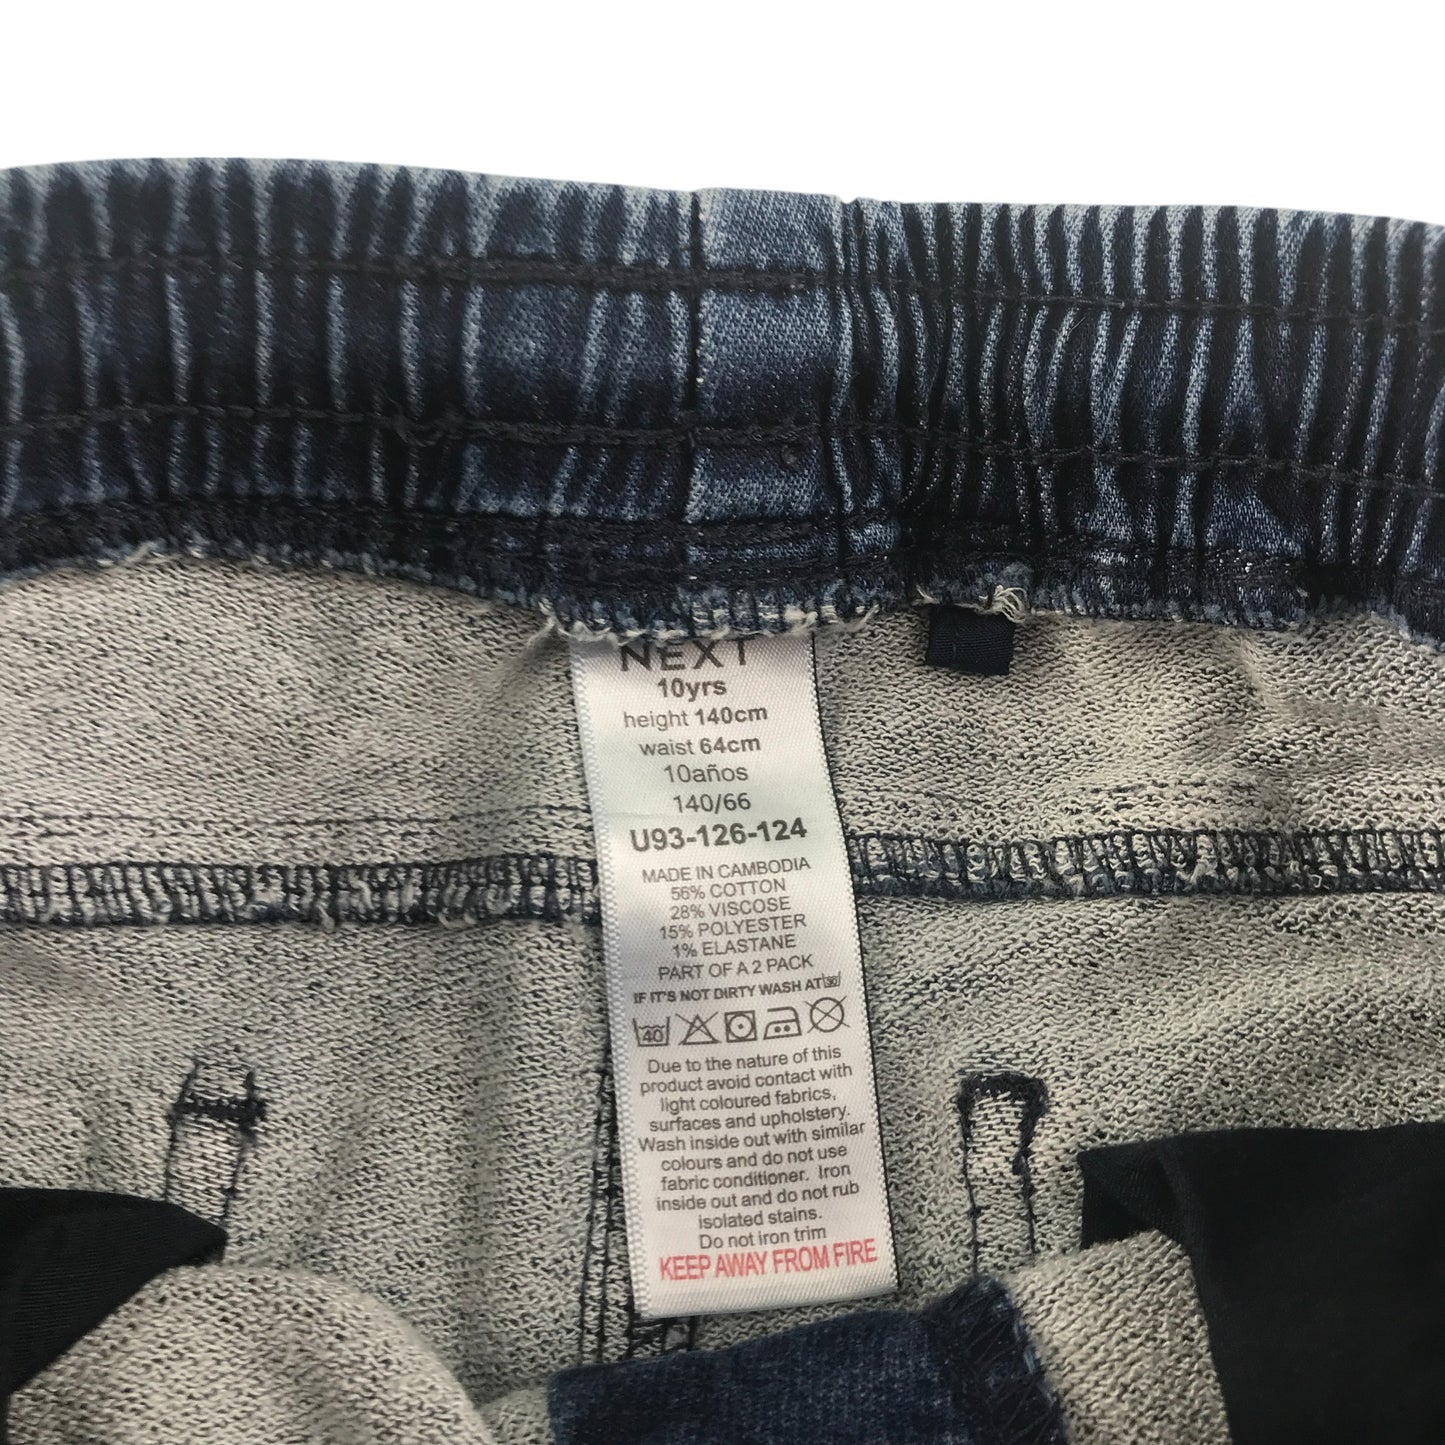 NEXT
10yrs
height 140cm
waist 64cm
10años
140/66
U93-126-124
MADE IN CAMBODIA
56% COTTON
28% VISCOSE
15% POLYESTER
1% ELASTANE
PART OF A 2 PACK
IF IT'S NOT DIRTY WASH AT 30
40
Due to the nature of this
product avoid contact with
light coloured fabrics,
surfaces and upholstery.
Wash inside out with similar
colours and do not use
fabric conditioner. Iron
inside out and do not rub
isolated stains.
Do not iron trim
KEEP AWAY FROM FIRE